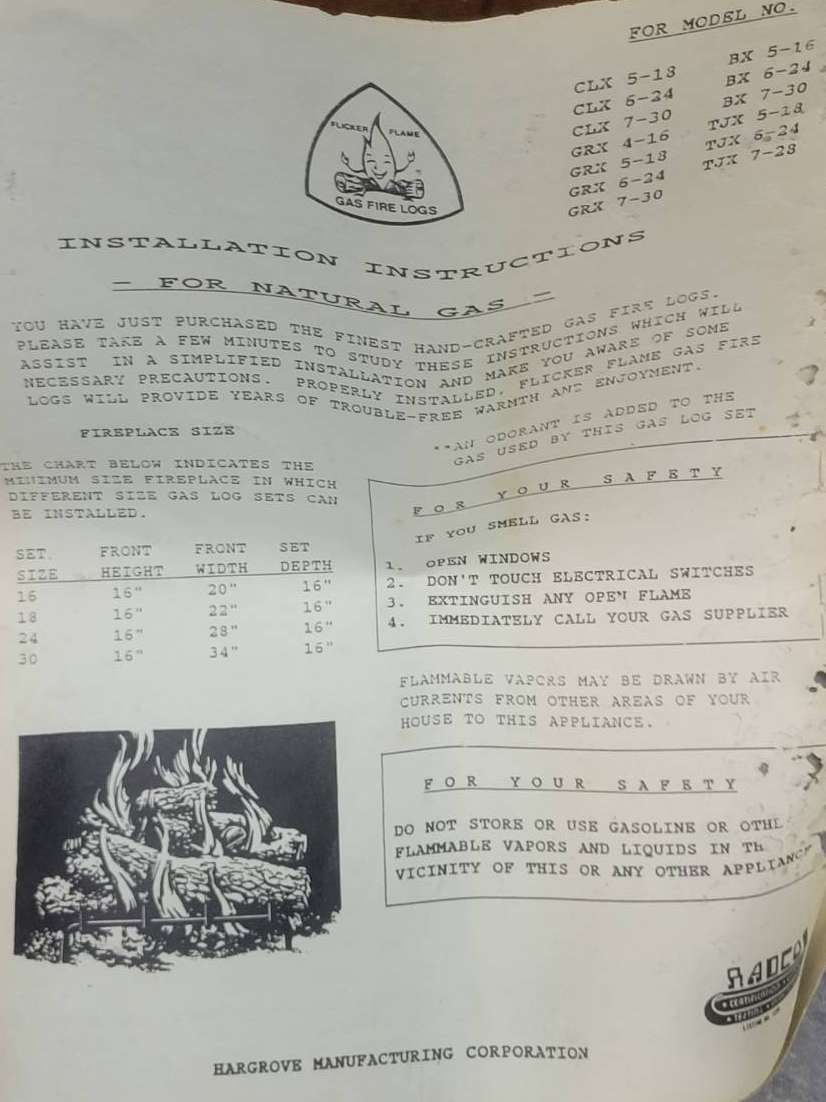 FOR MODEL NO.
CLX 5-18 BX 5-16
CLX 6-24 BX 6-24
CLX 7-30 BX 7-30
GRX 4-16 TJX 5-18
GRX 5-18 TJX 6-24
GRX 6-24 TJX 7-28
GRX 7-30
FLICKER FLAME
GAS FIRE LOGS
INSTALLATION INSTRUCTIONS
- FOR NATURAL GAS -
YOU HAVE JUST PURCHASED THE FINEST HAND-CRAFTED GAS FIRE LOGS.
PLEASE TAKE A FEW MINUTES TO STUDY THESE INSTRUCTIONS WHICH WILL
ASSIST IN A SIMPLIFIED INSTALLATION AND MAKE YOU AWARE OF SOME
NECESSARY PRECAUTIONS. PROPERLY INSTALLED, FLICKER FLAME GAS FIRE
LOGS WILL PROVIDE YEARS OF TROUBLE-FREE WARMTH AND ENJOYMENT.
FIREPLACE SIZE
THE CHART BELOW INDICATES THE
MINIMUM SIZE FIREPLACE IN WHICH
DIFFERENT SIZE GAS LOG SETS CAN
BE INSTALLED.
SET FRONT FRONT SET
SIZE HEIGHT WIDTH DEPTH
16 16" 20" 16"
18 16" 22" 16"
24 16" 28" 16"
30 16" 34" 16"
**AN ODORANT IS ADDED TO THE
GAS USED BY THIS GAS LOG SET
FOR YOUR SAFETY
IF YOU SMELL GAS:
1. OPEN WINDOWS
2. DON'T TOUCH ELECTRICAL SWITCHES
3. EXTINGUISH ANY OPEN FLAME
4. IMMEDIATELY CALL YOUR GAS SUPPLIER
FLAMMABLE VAPORS MAY BE DRAWN BY AIR
CURRENTS FROM OTHER AREAS OF YOUR
HOUSE TO THIS APPLIANCE.
FOR YOUR SAFETY
DO NOT STORE OR USE GASOLINE OR OTHE
FLAMMABLE VAPORS AND LIQUIDS IN TH
VICINITY OF THIS OR ANY OTHER APPLIANCE
RADCO
CERTIFICATION
TESTING
HARGROVE MANUFACTURING CORPORATION